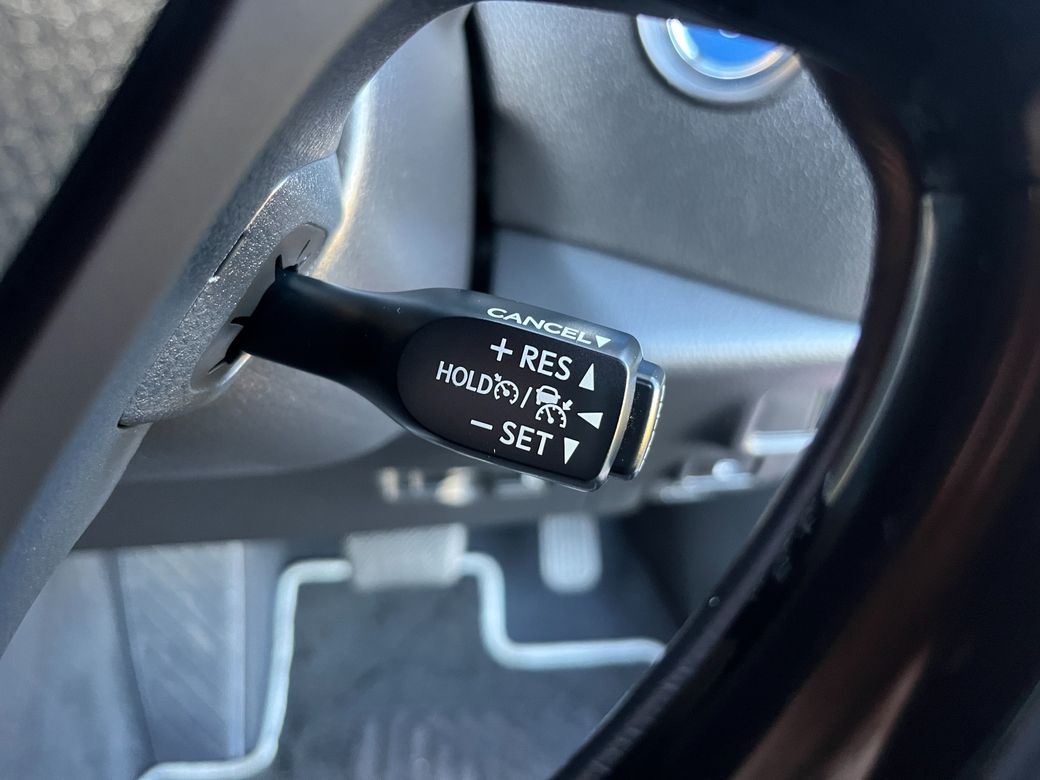 CANCEL▼
+ RES ▲
HOLD /
− SET ▼